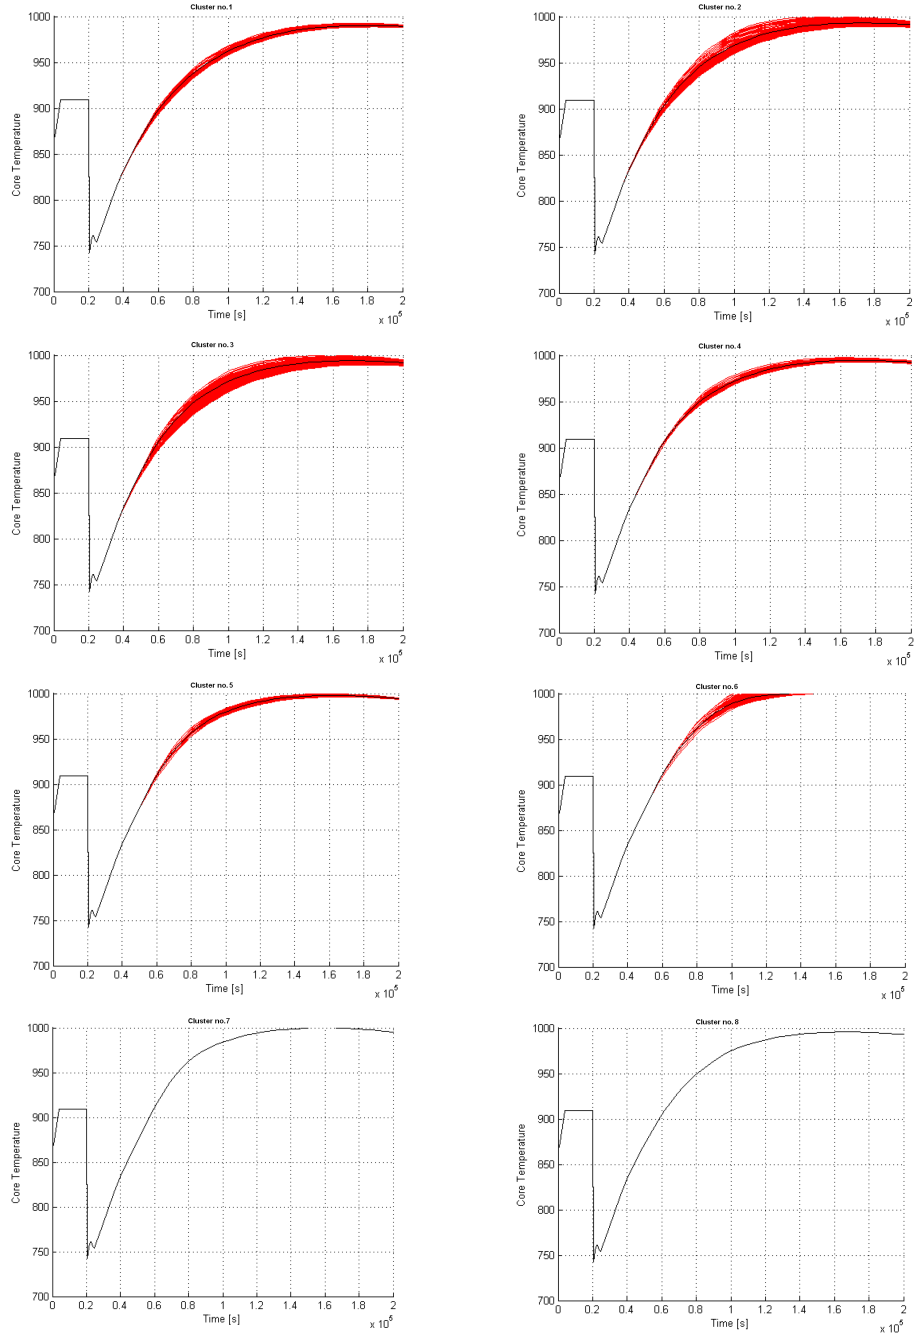 Cluster no.1
Core Temperature
1000
950
900
850
800
750
700
0 0.2 0.4 0.6 0.8 1 1.2 1.4 1.6 1.8 2
Time [s]
x 10^5
Cluster no.2
Core Temperature
1000
950
900
850
800
750
700
0 0.2 0.4 0.6 0.8 1 1.2 1.4 1.6 1.8 2
Time [s]
x 10^5
Cluster no.3
Core Temperature
1000
950
900
850
800
750
700
0 0.2 0.4 0.6 0.8 1 1.2 1.4 1.6 1.8 2
Time [s]
x 10^5
Cluster no.4
Core Temperature
1000
950
900
850
800
750
700
0 0.2 0.4 0.6 0.8 1 1.2 1.4 1.6 1.8 2
Time [s]
x 10^5
Cluster no.5
Core Temperature
1000
950
900
850
800
750
700
0 0.2 0.4 0.6 0.8 1 1.2 1.4 1.6 1.8 2
Time [s]
x 10^5
Cluster no.6
Core Temperature
1000
950
900
850
800
750
700
0 0.2 0.4 0.6 0.8 1 1.2 1.4 1.6 1.8 2
Time [s]
x 10^5
Cluster no.7
Core Temperature
1000
950
900
850
800
750
700
0 0.2 0.4 0.6 0.8 1 1.2 1.4 1.6 1.8 2
Time [s]
x 10^5
Cluster no.8
Core Temperature
1000
950
900
850
800
750
700
0 0.2 0.4 0.6 0.8 1 1.2 1.4 1.6 1.8 2
Time [s]
x 10^5